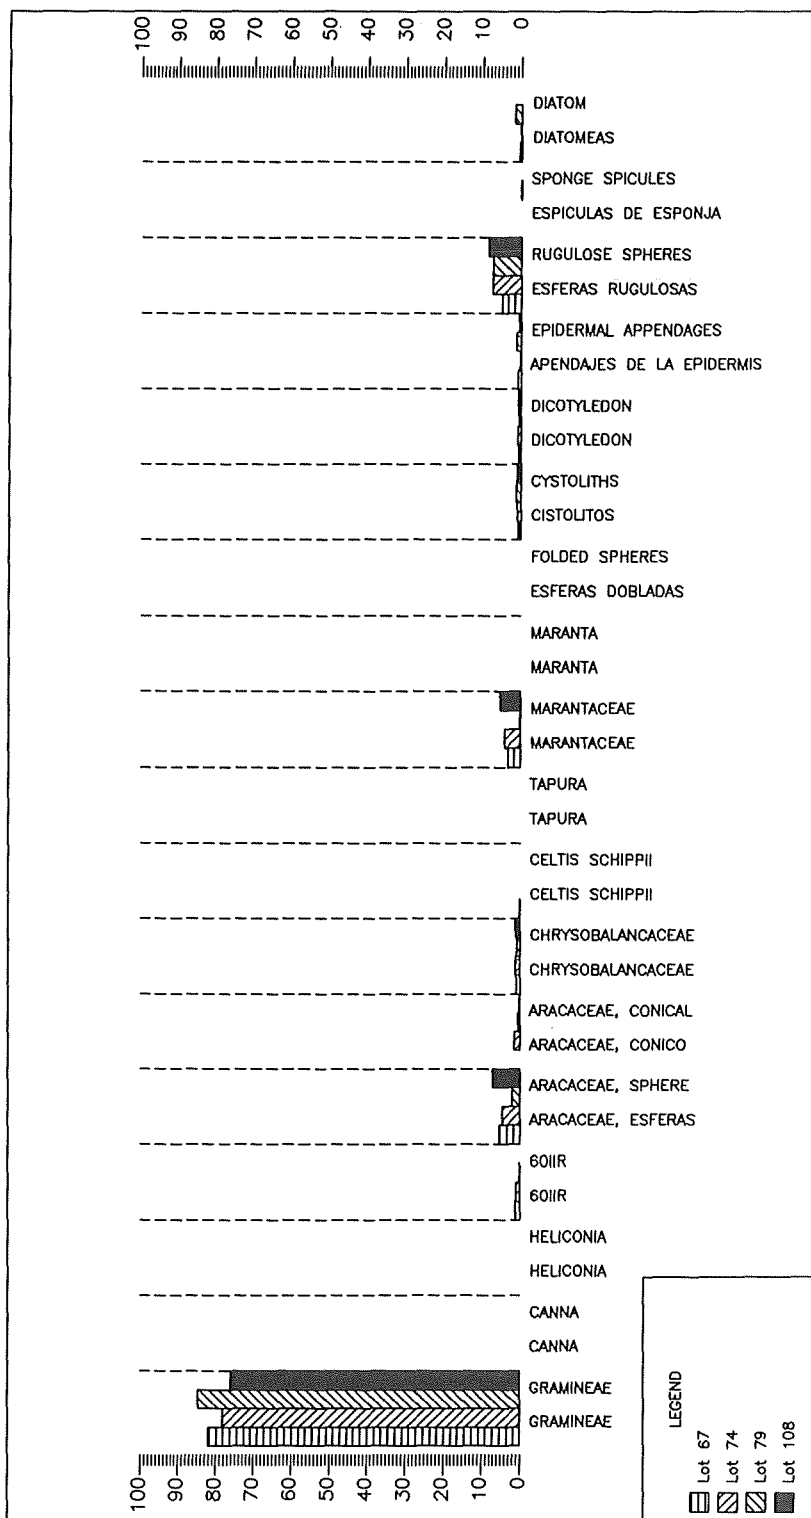 100
90
80
70
60
50
40
30
20
10
0
DIATOM
DIATOMEAS
SPONGE SPICULES
ESPICULAS DE ESPONJA
RUGULOSE SPHERES
ESFERAS RUGULOSAS
EPIDERMAL APPENDAGES
APENDAJES DE LA EPIDERMIS
DICOTYLEDON
DICOTYLEDON
CYSTOLITHS
CISTOLITOS
FOLDED SPHERES
ESFERAS DOBLADAS
MARANTA
MARANTA
MARANTACEAE
MARANTACEAE
TAPURA
TAPURA
CELTIS SCHIPPII
CELTIS SCHIPPII
CHRYSOBALANCACEAE
CHRYSOBALANCACEAE
ARACACEAE, CONICAL
ARACACEAE, CONICO
ARACACEAE, SPHERE
ARACACEAE, ESFERAS
60IIR
60IIR
HELICONIA
HELICONIA
CANNA
CANNA
GRAMINEAE
GRAMINEAE
100
90
80
70
60
50
40
30
20
10
0
LEGEND
Lot 67
Lot 74
Lot 79
Lot 108